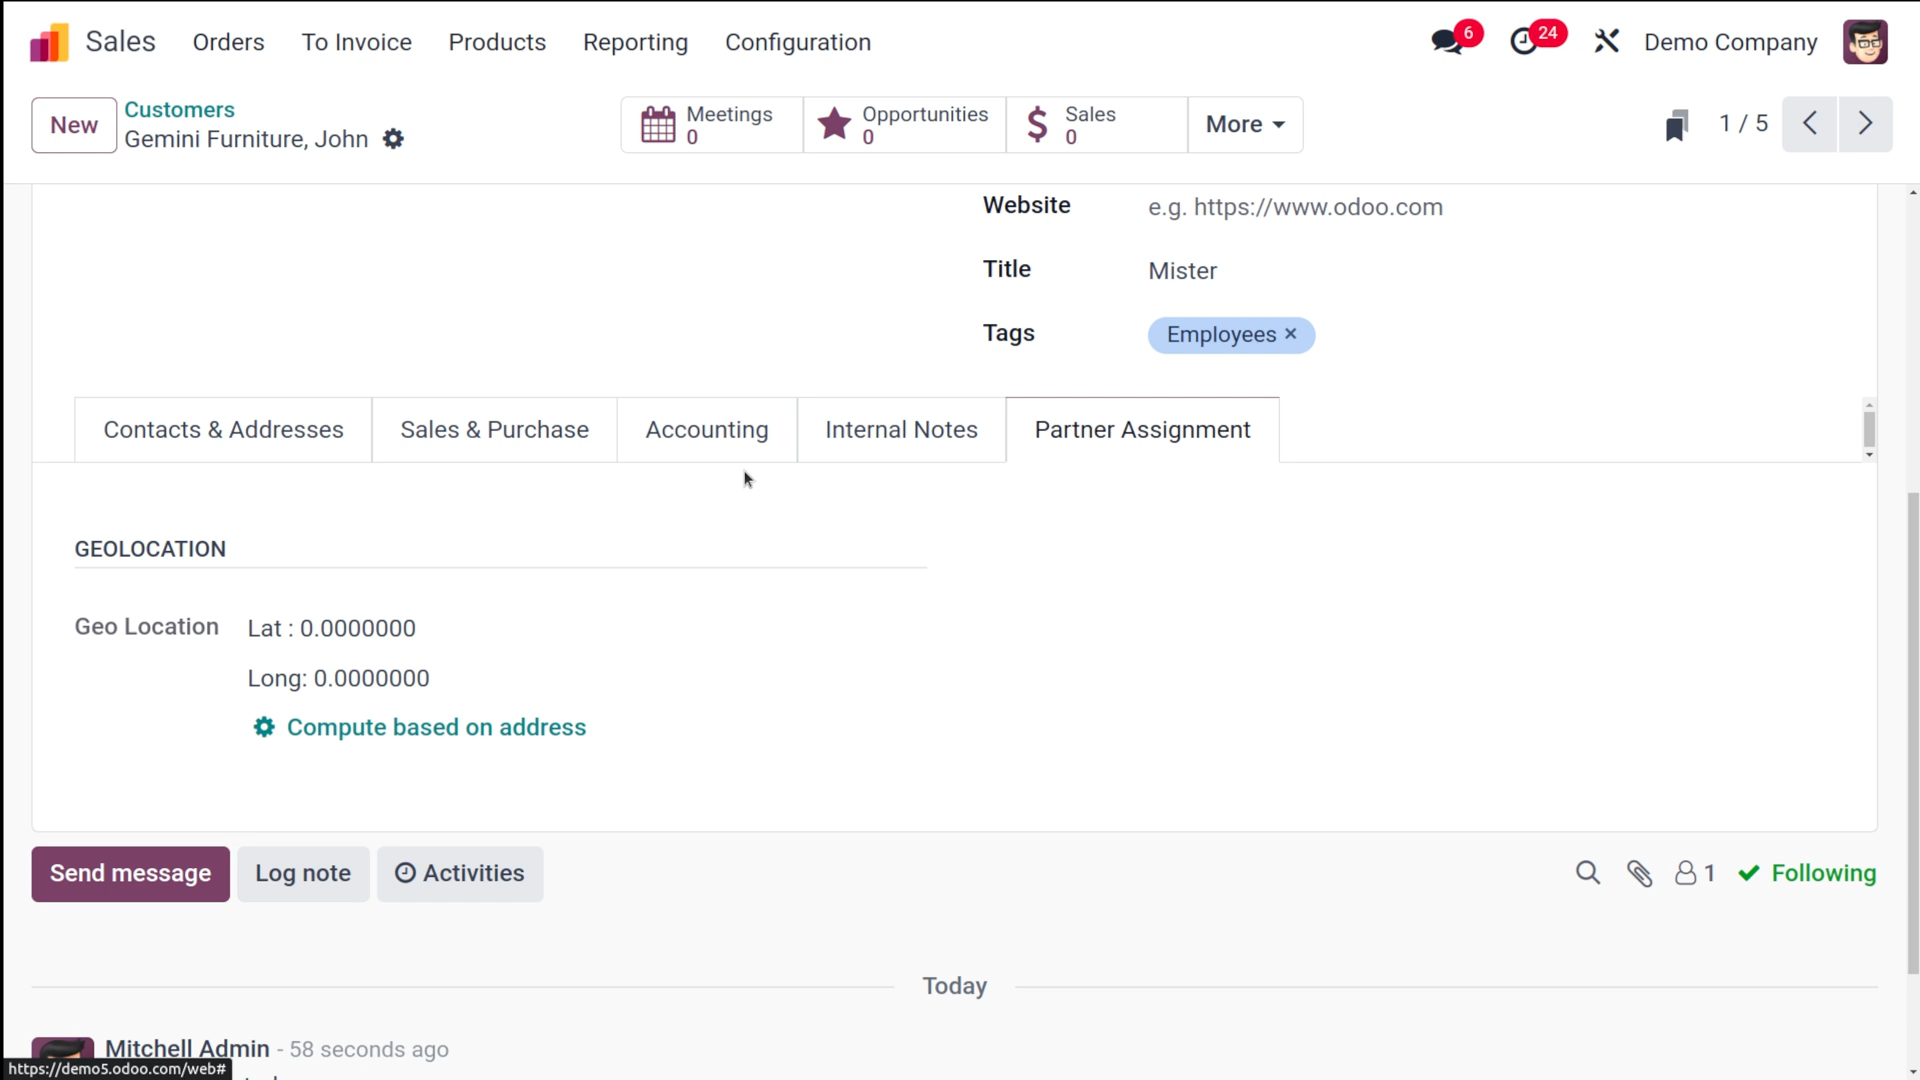 Sales Orders To Invoice Products Reporting Configuration 6 24 Demo Company
New Customers Meetings 0 Opportunities 0 Sales 0 More 1 / 5
Gemini Furniture, John
Website e.g. https://www.odoo.com
Title Mister
Tags Employees ×
Contacts & Addresses Sales & Purchase Accounting Internal Notes Partner Assignment
GEOLOCATION
Geo Location Lat : 0.0000000
Long: 0.0000000
Compute based on address
Send message Log note Activities 1 Following
Today
Mitchell Admin - 58 seconds ago
https://demo5.odoo.com/web#